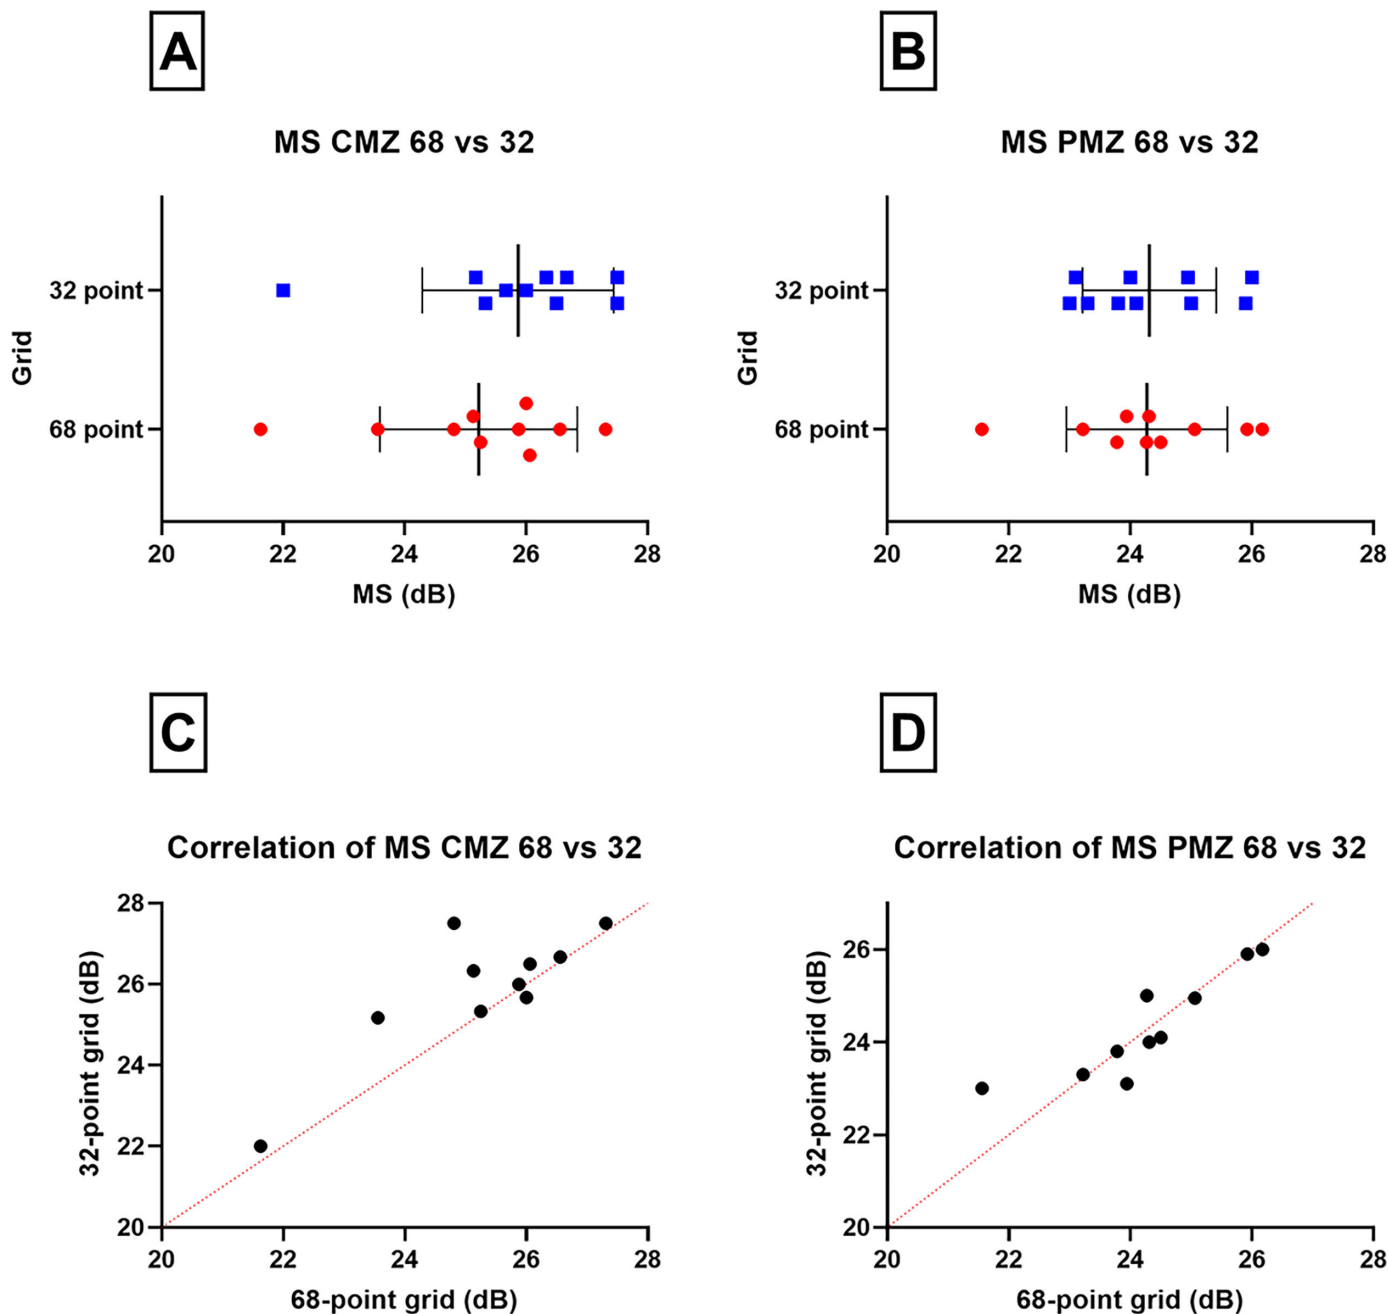 A
MS CMZ 68 vs 32
Grid
32 point
68 point
20 22 24 26 28
MS (dB)
B
MS PMZ 68 vs 32
Grid
32 point
68 point
20 22 24 26 28
MS (dB)
C
Correlation of MS CMZ 68 vs 32
32-point grid (dB)
28
26
24
22
20
20 22 24 26 28
68-point grid (dB)
D
Correlation of MS PMZ 68 vs 32
32-point grid (dB)
26
24
22
20
20 22 24 26 28
68-point grid (dB)